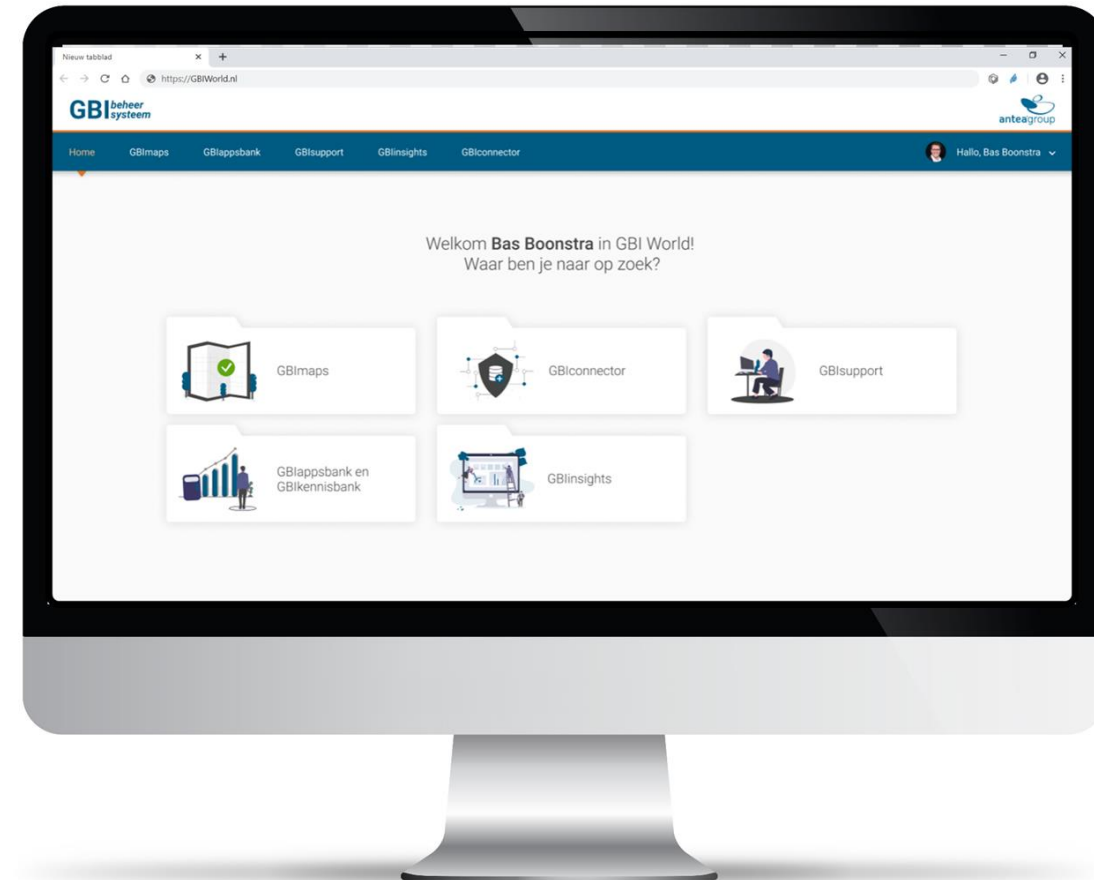 Nieuw tabblad
https://GBIWorld.nl
GBI beheer
systeem
anteagroup
Home GBImaps GBIappsbank GBIsupport GBIinsights GBIconnector Hallo, Bas Boonstra
Welkom Bas Boonstra in GBI World!
Waar ben je naar op zoek?
GBImaps
GBIconnector
GBIsupport
GBIappsbank en
GBIkennisbank
GBIinsights